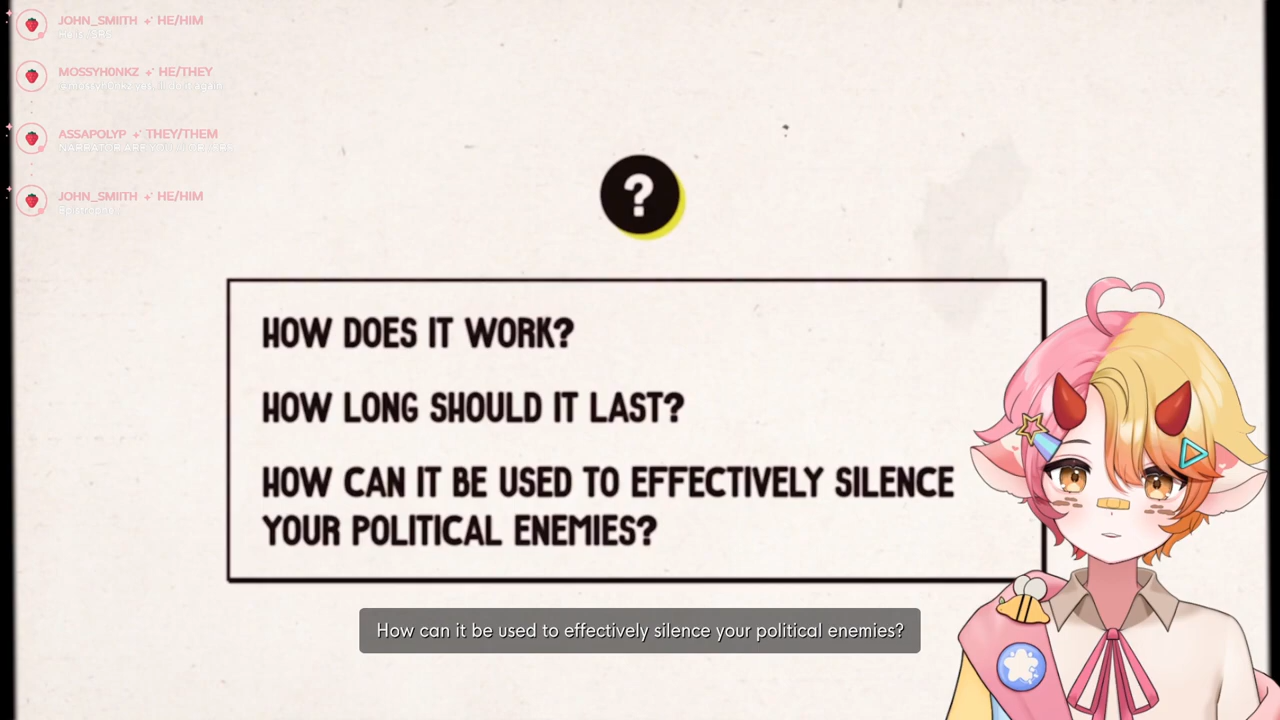 JOHN_SMIITH ✦ HE/HIM
MOSSYH0NKZ ✦ HE/THEY
ASSAPOLYP ✦ THEY/THEM
JOHN_SMIITH ✦ HE/HIM
?
HOW DOES IT WORK?
HOW LONG SHOULD IT LAST?
HOW CAN IT BE USED TO EFFECTIVELY SILENCE
YOUR POLITICAL ENEMIES?
How can it be used to effectively silence your political enemies?